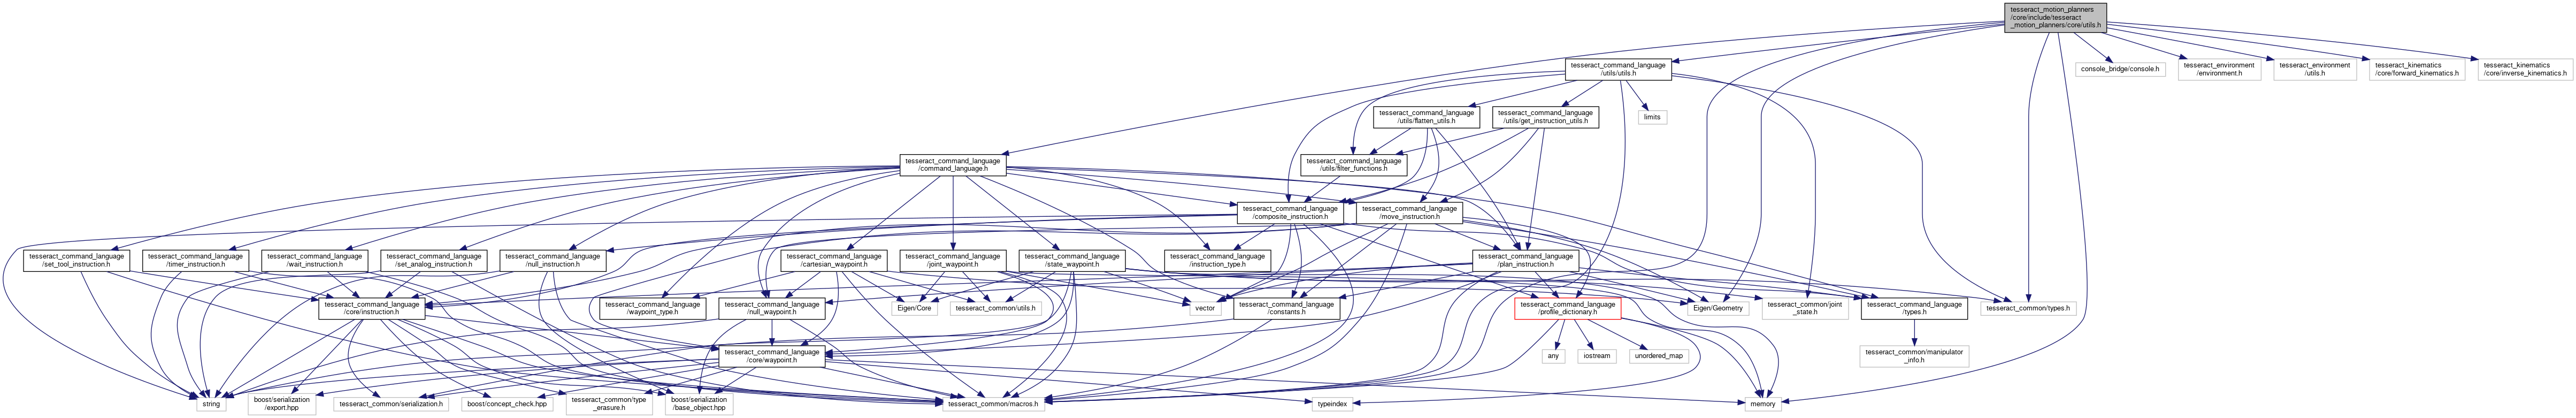 tesseract_motion_planners
/core/include/tesseract
_motion_planners/core/utils.h
tesseract_command_language
/utils/utils.h
console_bridge/console.h
tesseract_environment
/environment.h
tesseract_environment
/utils.h
tesseract_kinematics
/core/forward_kinematics.h
tesseract_kinematics
/core/inverse_kinematics.h
tesseract_command_language
/utils/flatten_utils.h
tesseract_command_language
/utils/get_instruction_utils.h
limits
tesseract_command_language
/command_language.h
tesseract_command_language
/utils/filter_functions.h
tesseract_command_language
/composite_instruction.h
tesseract_command_language
/move_instruction.h
tesseract_command_language
/set_tool_instruction.h
tesseract_command_language
/timer_instruction.h
tesseract_command_language
/wait_instruction.h
tesseract_command_language
/set_analog_instruction.h
tesseract_command_language
/null_instruction.h
tesseract_command_language
/cartesian_waypoint.h
tesseract_command_language
/joint_waypoint.h
tesseract_command_language
/state_waypoint.h
tesseract_command_language
/instruction_type.h
tesseract_command_language
/plan_instruction.h
tesseract_command_language
/core/instruction.h
tesseract_command_language
/waypoint_type.h
tesseract_command_language
/null_waypoint.h
Eigen/Core
tesseract_common/utils.h
vector
tesseract_command_language
/constants.h
tesseract_command_language
/profile_dictionary.h
Eigen/Geometry
tesseract_common/joint
_state.h
tesseract_command_language
/types.h
tesseract_common/types.h
tesseract_command_language
/core/waypoint.h
any
iostream
unordered_map
tesseract_common/manipulator
_info.h
string
boost/serialization
/export.hpp
tesseract_common/serialization.h
boost/concept_check.hpp
tesseract_common/type
_erasure.h
boost/serialization
/base_object.hpp
tesseract_common/macros.h
typeindex
memory